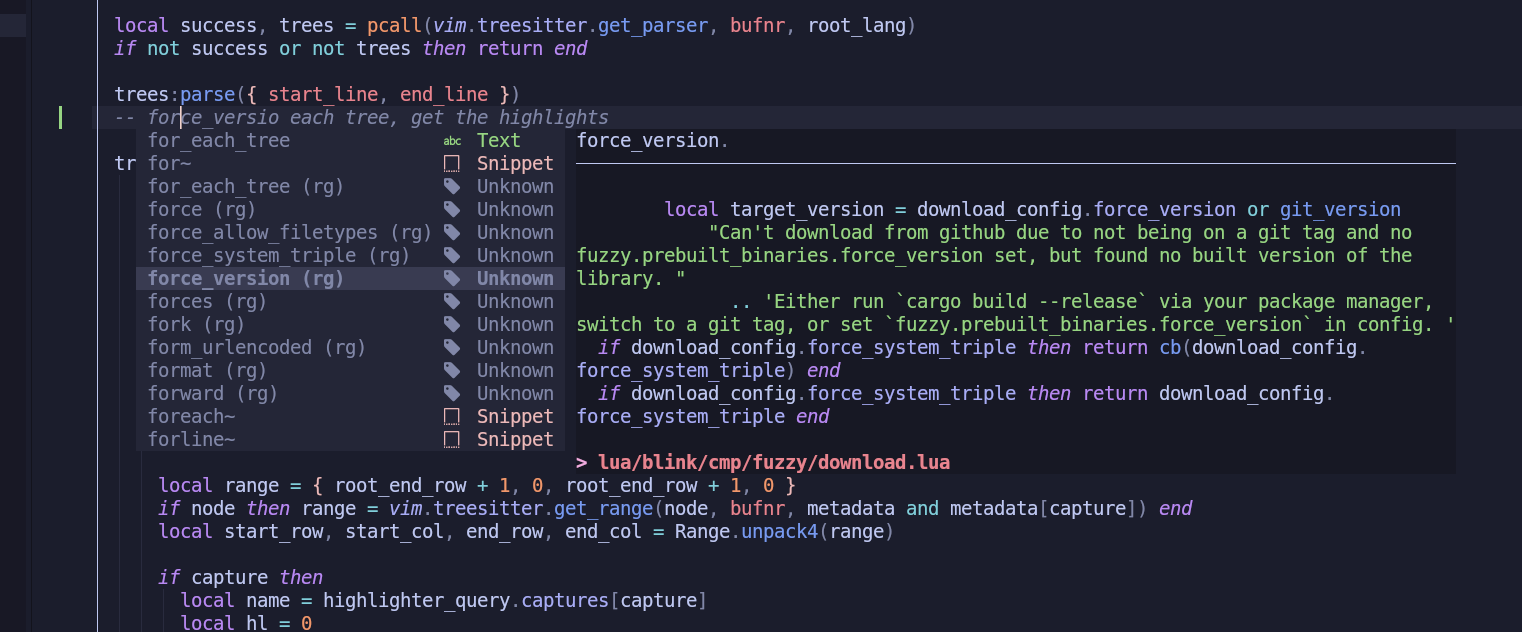 local success, trees = pcall(vim.treesitter.get_parser, bufnr, root_lang)
if not success or not trees then return end
trees:parse({ start_line, end_line })
-- force_versio each tree, get the highlights
for_each_tree abc Text
tr for~ Snippet
for_each_tree (rg) Unknown
force (rg) Unknown
force_allow_filetypes (rg) Unknown
force_system_triple (rg) Unknown
force_version (rg) Unknown
forces (rg) Unknown
fork (rg) Unknown
form_urlencoded (rg) Unknown
format (rg) Unknown
forward (rg) Unknown
foreach~ Snippet
forline~ Snippet
force_version.
local target_version = download_config.force_version or git_version
"Can't download from github due to not being on a git tag and no
fuzzy.prebuilt_binaries.force_version set, but found no built version of the
library. "
.. 'Either run `cargo build --release` via your package manager,
switch to a git tag, or set `fuzzy.prebuilt_binaries.force_version` in config. '
if download_config.force_system_triple then return cb(download_config.
force_system_triple) end
if download_config.force_system_triple then return download_config.
force_system_triple end
> lua/blink/cmp/fuzzy/download.lua
local range = { root_end_row + 1, 0, root_end_row + 1, 0 }
if node then range = vim.treesitter.get_range(node, bufnr, metadata and metadata[capture]) end
local start_row, start_col, end_row, end_col = Range.unpack4(range)
if capture then
local name = highlighter_query.captures[capture]
local hl = 0